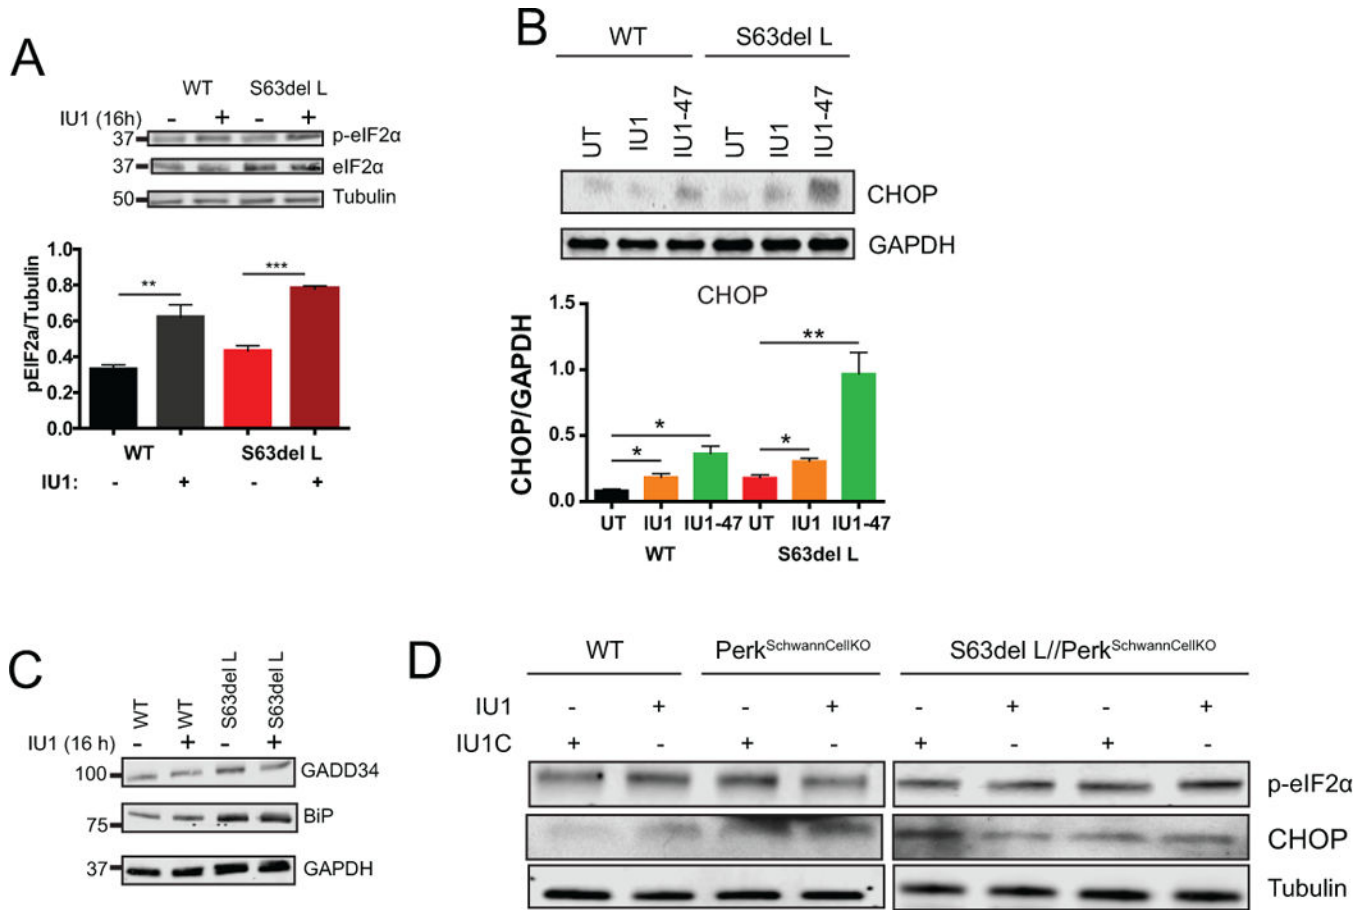 A
WT S63del L
IU1 (16h) - + - +
37 p-eIF2α
37 eIF2α
50 Tubulin
1.0
0.8
0.6
0.4
0.2
0.0
pEIF2a/Tubulin
** ***
WT S63del L
IU1: - + - +
B
WT S63del L
UT IU1 IU1-47 UT IU1 IU1-47
CHOP
GAPDH
CHOP
1.5
1.0
0.5
0.0
CHOP/GAPDH
* * * **
UT IU1 IU1-47 UT IU1 IU1-47
WT S63del L
C
WT WT S63del L S63del L
IU1 (16 h) - + - +
100 GADD34
75 BiP
37 GAPDH
D
WT Perk^SchwannCellKO S63del L//Perk^SchwannCellKO
IU1 - + - + - + - +
IU1C + - + - + - + -
p-eIF2α
CHOP
Tubulin